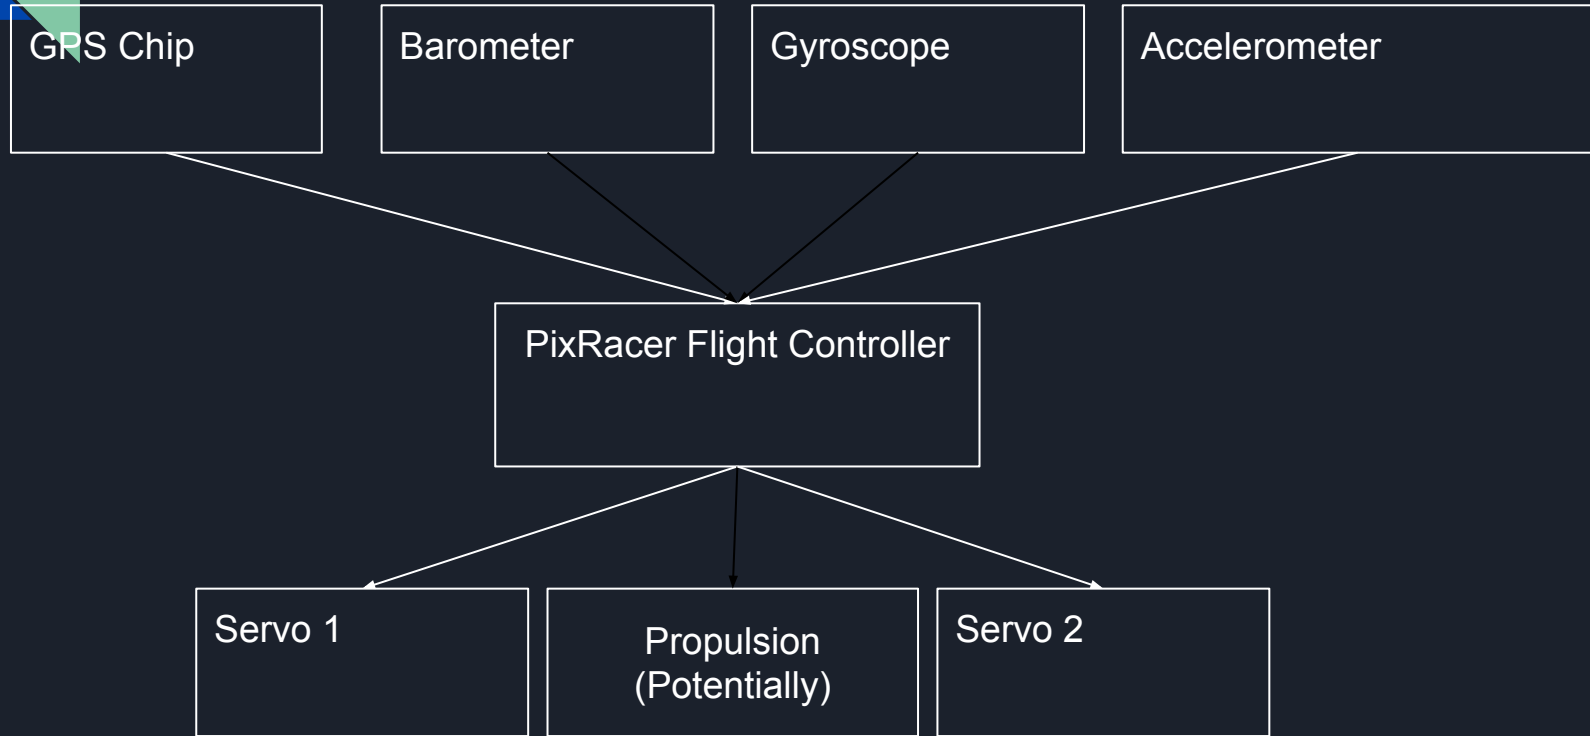 GPS Chip
Barometer
Gyroscope
Accelerometer
PixRacer Flight Controller
Servo 1
Propulsion
(Potentially)
Servo 2